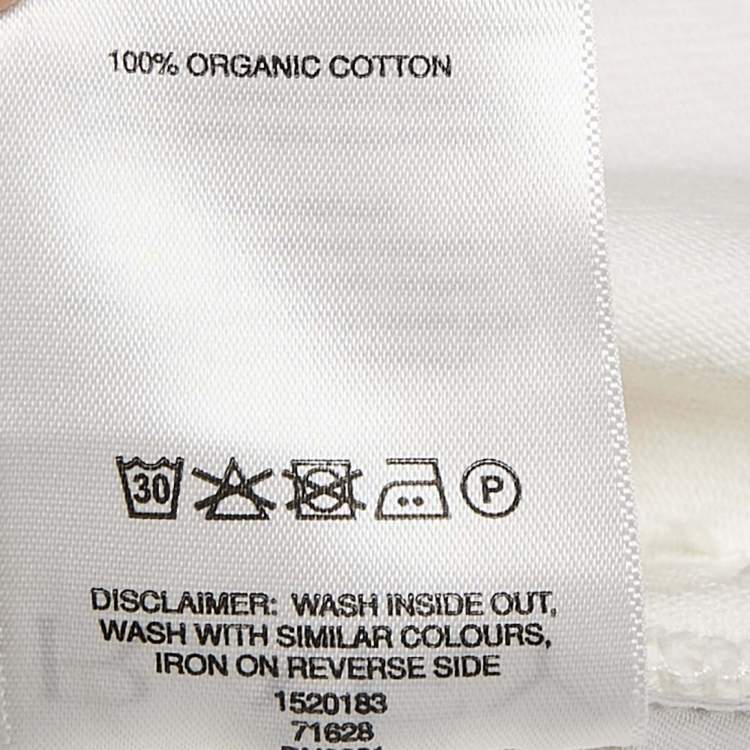 100% ORGANIC COTTON
30 P
DISCLAIMER: WASH INSIDE OUT,
WASH WITH SIMILAR COLOURS,
IRON ON REVERSE SIDE
1520183
71628